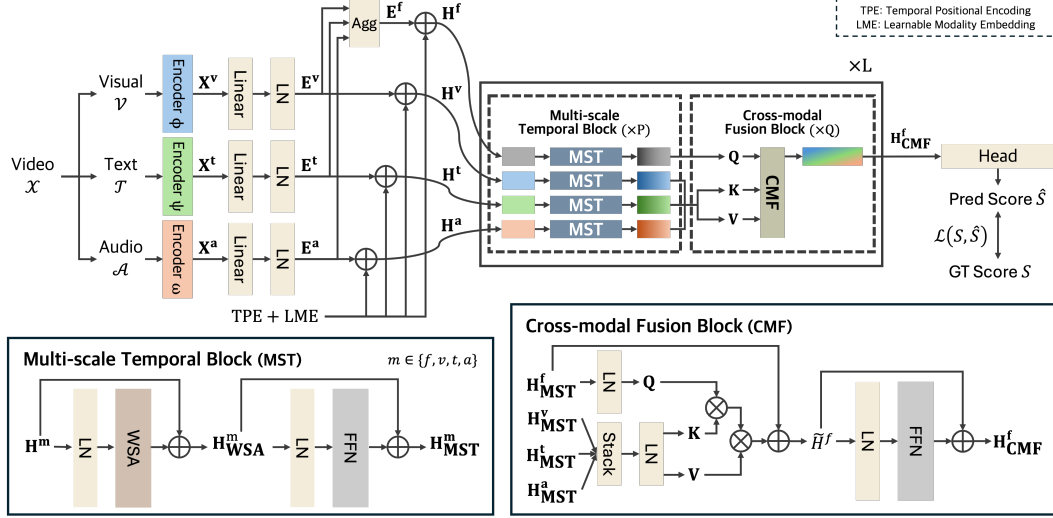 TPE: Temporal Positional Encoding
LME: Learnable Modality Embedding
Agg
E^f
H^f
×L
Visual
𝒱
Encoder ϕ
X^v
Linear
LN
E^v
H^v
Multi-scale
Temporal Block (×P)
Cross-modal
Fusion Block (×Q)
Video
𝒳
Text
𝒯
Encoder ψ
X^t
Linear
LN
E^t
H^t
MST
MST
MST
MST
Q
K
V
CMF
H^f_CMF
Head
Pred Score Ŝ
ℒ(S, Ŝ)
GT Score S
Audio
𝒜
Encoder ω
X^a
Linear
LN
E^a
H^a
TPE + LME
Multi-scale Temporal Block (MST)
m ∈ {f, v, t, a}
H^m
LN
WSA
H^m_WSA
LN
FFN
H^m_MST
Cross-modal Fusion Block (CMF)
H^f_MST
LN
Q
H^v_MST
H^t_MST
H^a_MST
Stack
LN
K
V
H̃^f
LN
FFN
H^f_CMF